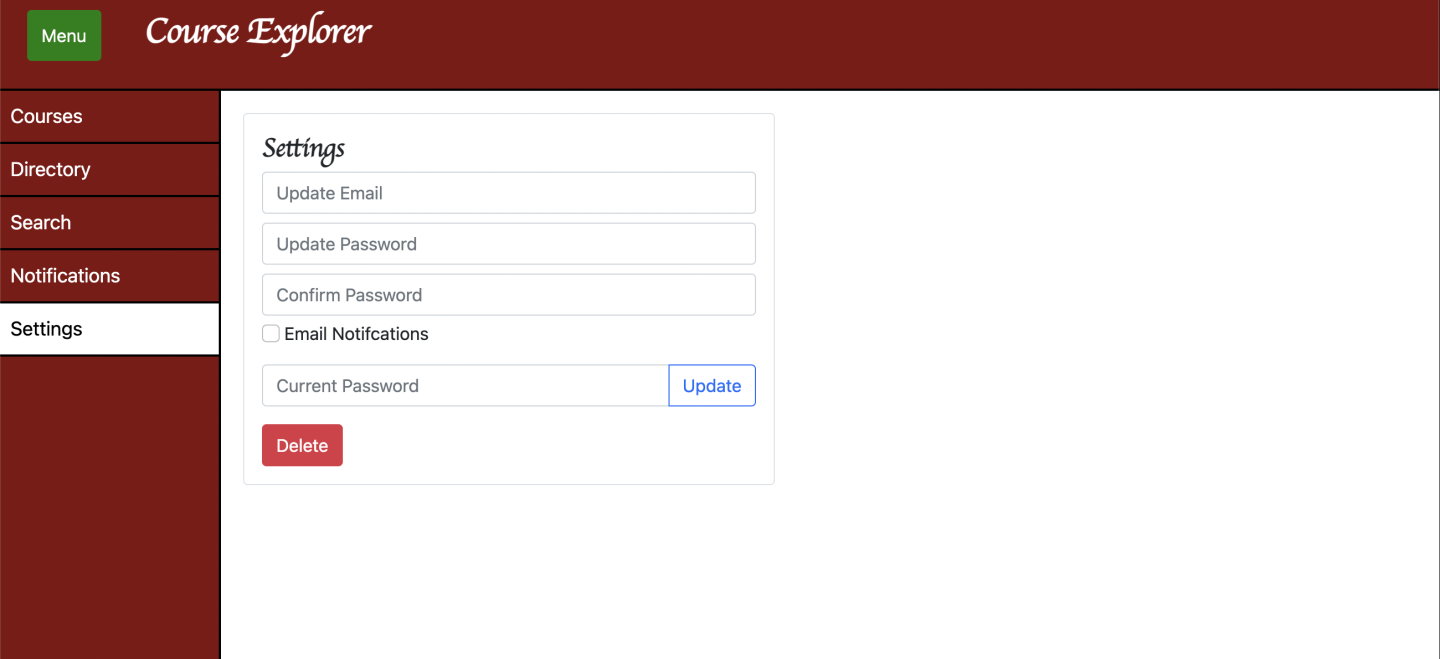 Menu
Course Explorer
Courses
Directory
Search
Notifications
Settings
Settings
Update Email
Update Password
Confirm Password
Email Notifcations
Current Password
Update
Delete